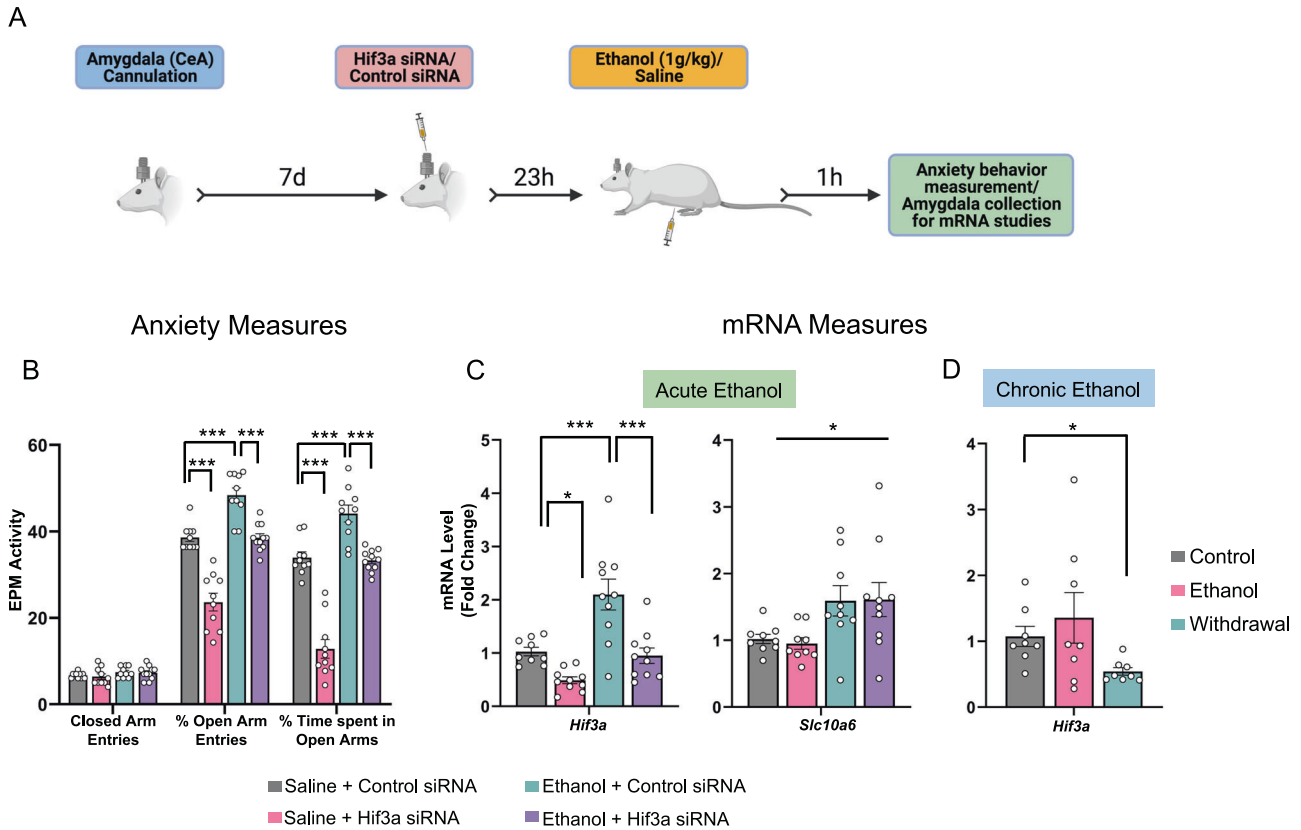 A
Amygdala (CeA)
Cannulation
Hif3a siRNA/
Control siRNA
Ethanol (1g/kg)/
Saline
7d
23h
1h
Anxiety behavior
measurement/
Amygdala collection
for mRNA studies
Anxiety Measures
mRNA Measures
B
EPM Activity
60
40
20
0
***
***
***
***
***
***
Closed Arm
Entries
% Open Arm
Entries
% Time spent in
Open Arms
C
Acute Ethanol
mRNA Level
(Fold Change)
5
4
3
2
1
0
***
***
*
Hif3a
4
3
2
1
0
*
Slc10a6
D
Chronic Ethanol
4
3
2
1
0
*
Hif3a
Control
Ethanol
Withdrawal
Saline + Control siRNA
Ethanol + Control siRNA
Saline + Hif3a siRNA
Ethanol + Hif3a siRNA